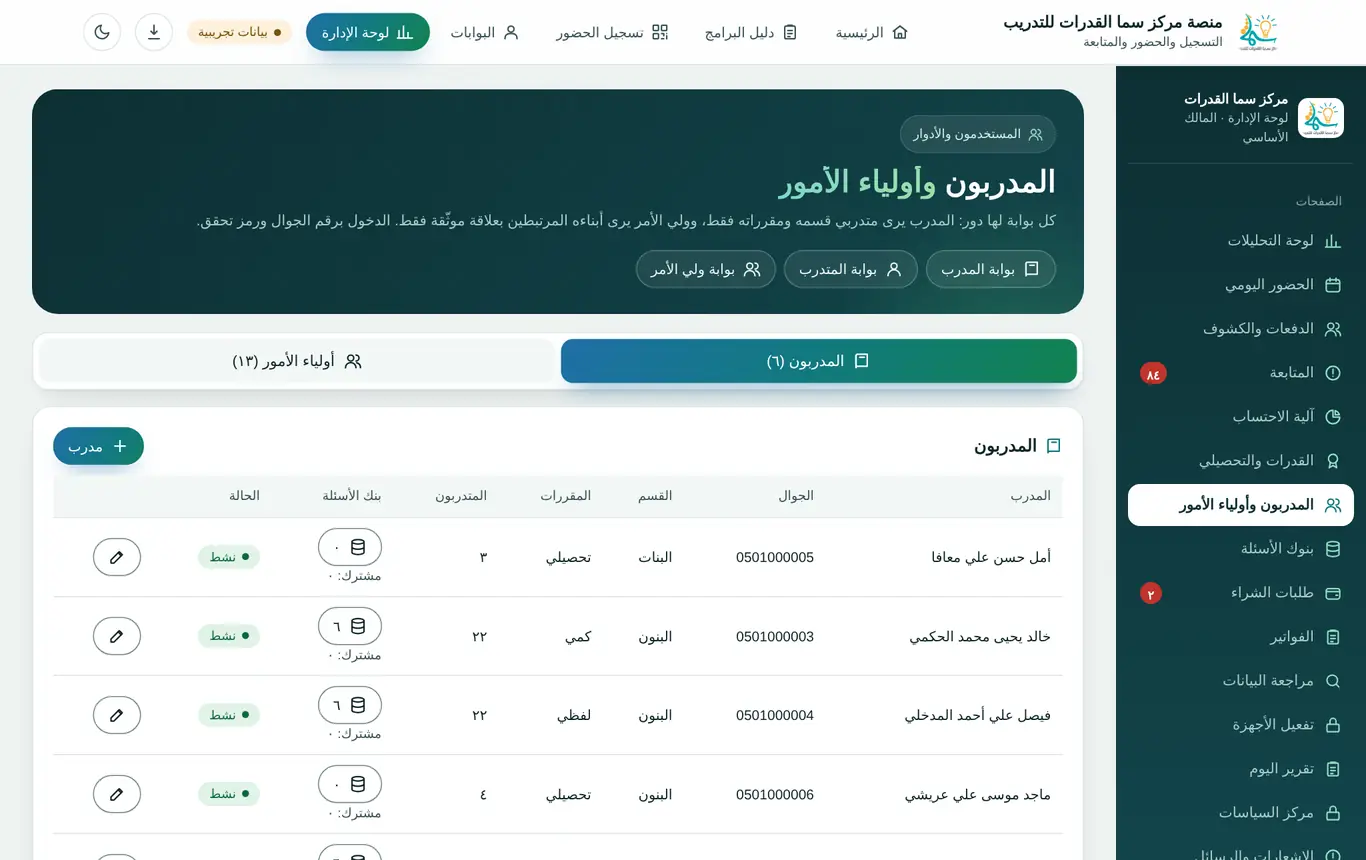 منصة مركز سما القدرات للتدريب
التسجيل والحضور والمتابعة
الرئيسية
دليل البرامج
تسجيل الحضور
البوابات
لوحة الإدارة
بيانات تجريبية
مركز سما القدرات
لوحة الإدارة · المالك
الأساسي
الصفحات
لوحة التحليلات
الحضور اليومي
الدفعات والكشوف
المتابعة ٨٤
آلية الاحتساب
القدرات والتحصيلي
المدربون وأولياء الأمور
بنوك الأسئلة
طلبات الشراء ٢
الفواتير
مراجعة البيانات
تفعيل الأجهزة
تقرير اليوم
مركز السياسات
الإشعارات والرسائل
المستخدمون والأدوار
المدربون وأولياء الأمور
كل بوابة لها دور: المدرب يرى متدربي قسمه ومقرراته فقط، وولي الأمر يرى أبناءه المرتبطين بعلاقة موثّقة فقط. الدخول برقم الجوال ورمز تحقق.
بوابة المدرب
بوابة المتدرب
بوابة ولي الأمر
المدربون (٦)
أولياء الأمور (١٣)
المدربون
مدرب
المدرب الجوال القسم المقررات المتدربون بنك الأسئلة الحالة
أمل حسن علي معافا 0501000005 البنات تحصيلي ٣ ٠ نشط
مشترك: ٠
خالد يحيى محمد الحكمي 0501000003 البنون كمي ٢٢ ٦ نشط
مشترك: ٠
فيصل علي أحمد المدخلي 0501000004 البنون لفظي ٢٢ ٦ نشط
مشترك: ٠
ماجد موسى علي عريشي 0501000006 البنون تحصيلي ٤ ٠ نشط
مشترك: ٠